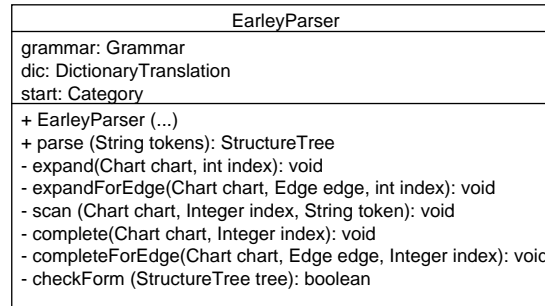 EarleyParser
grammar: Grammar
dic: DictionaryTranslation
start: Category
+ EarleyParser (...)
+ parse (String tokens): StructureTree
- expand(Chart chart, int index): void
- expandForEdge(Chart chart, Edge edge, int index): void
- scan (Chart chart, Integer index, String token): void
- complete(Chart chart, Integer index): void
- completeForEdge(Chart chart, Edge edge, Integer index): void
- checkForm (StructureTree tree): boolean